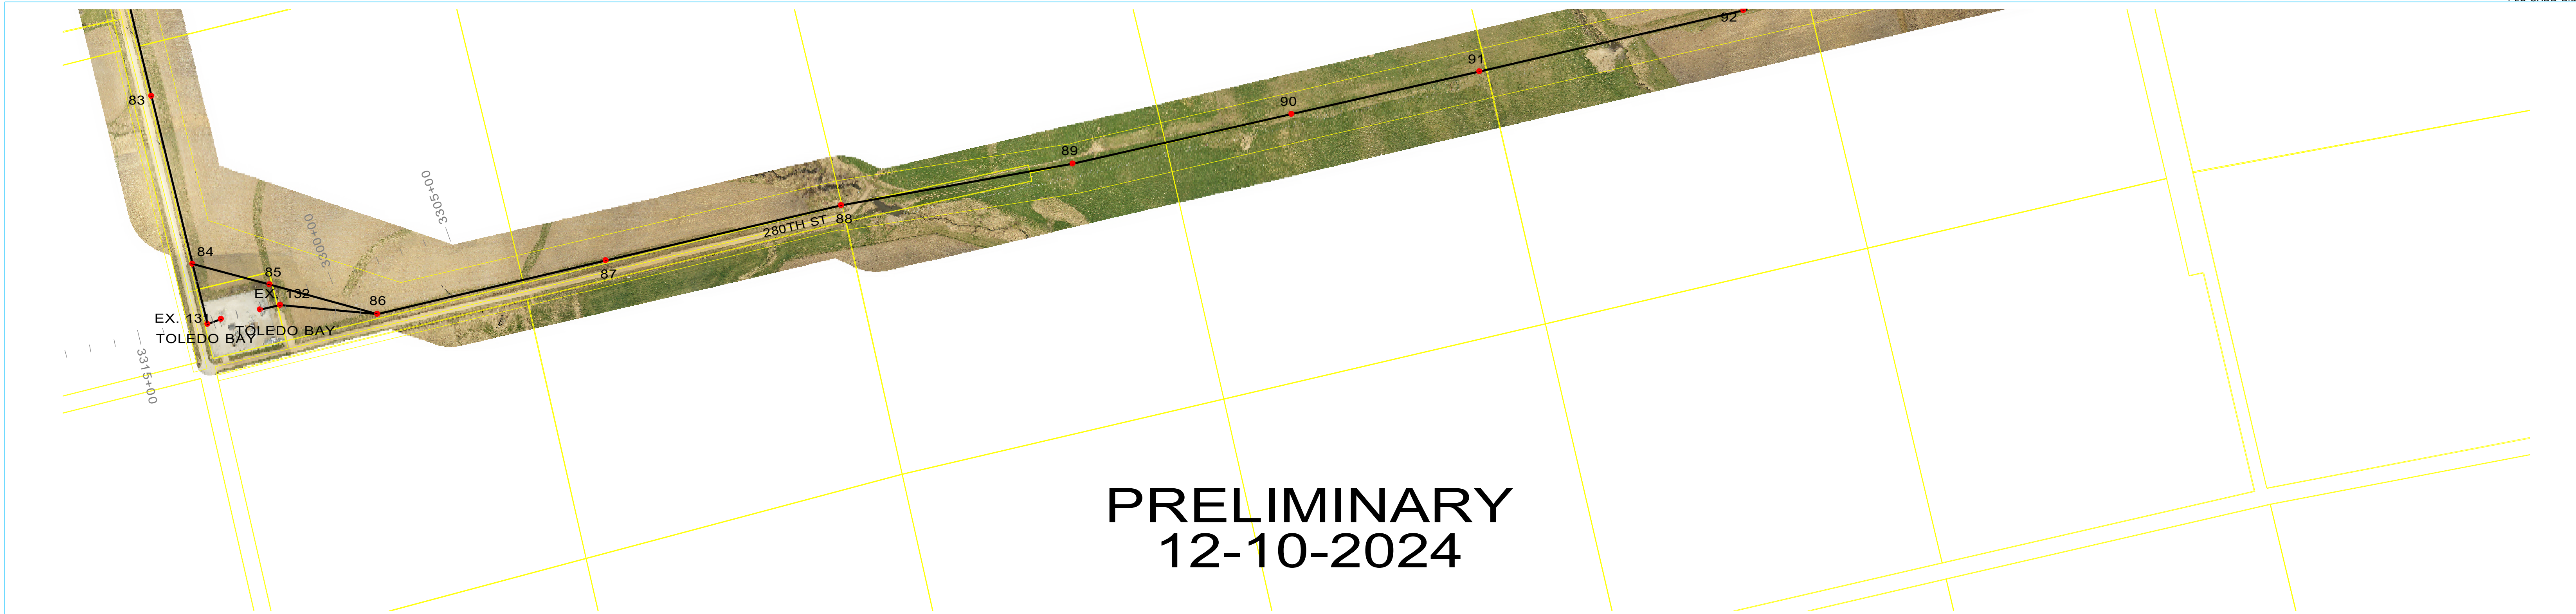 92
91
90
83
89
3305+00
88
280TH ST
3300+00
84
85
87
EX. 132
86
EX. 131
TOLEDO BAY
TOLEDO BAY
3315+00
PRELIMINARY
12-10-2024